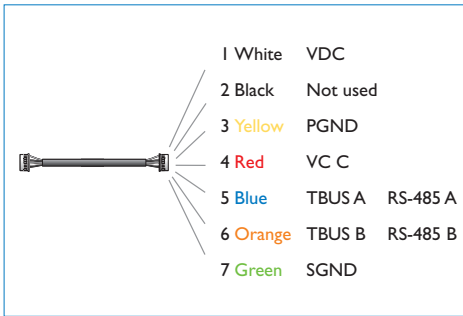 1 White VDC
2 Black Not used
3 Yellow PGND
4 Red VC C
5 Blue TBUS A RS-485 A
6 Orange TBUS B RS-485 B
7 Green SGND